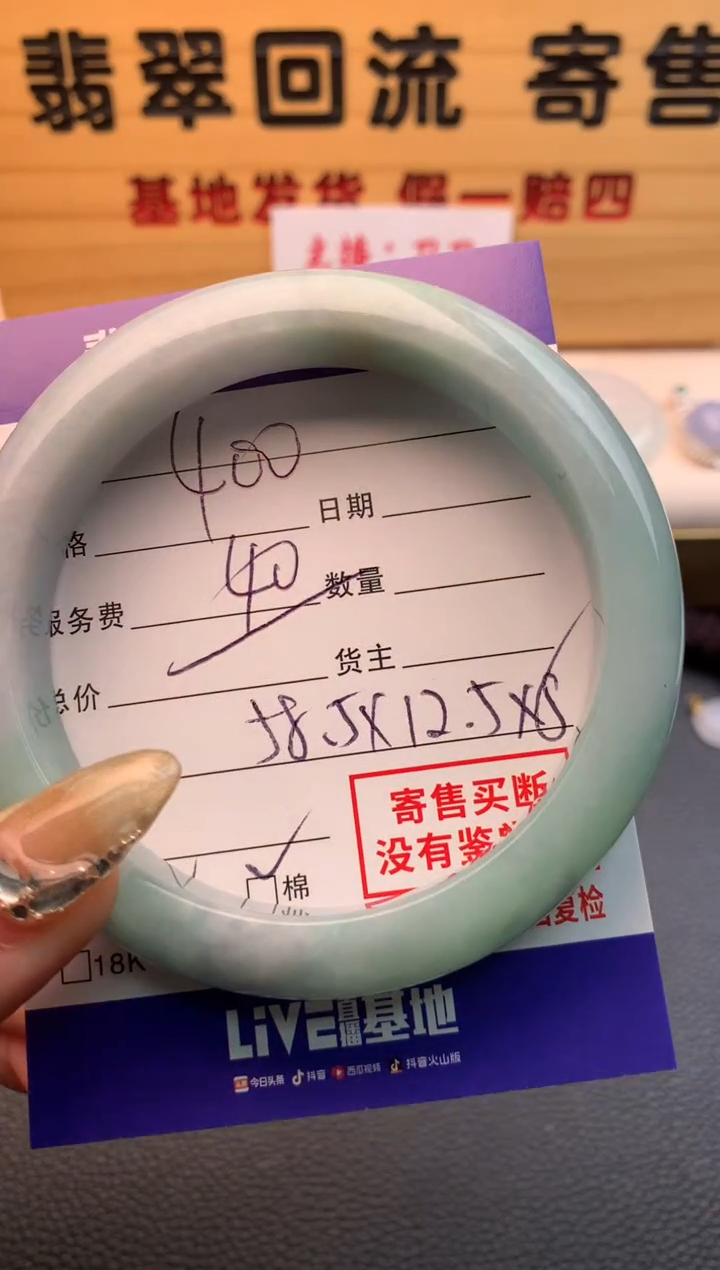 翡翠回流 寄售
基地发货 假一赔四
400
格 日期
服务费 40 数量
总价 货主
58.5X12.5X8
寄售买断
没有鉴
复检
棉
18K
LiVE直播基地
今日头条 抖音 西瓜视频 抖音火山版